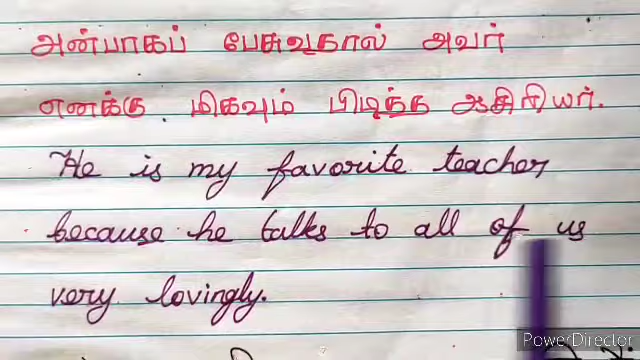 அன்பாகப் பேசுவதால் அவர்
எனக்கு மிகவும் பிடித்த ஆசிரியர்.
He is my favorite teacher
because he talks to all of us
very lovingly.
PowerDirector